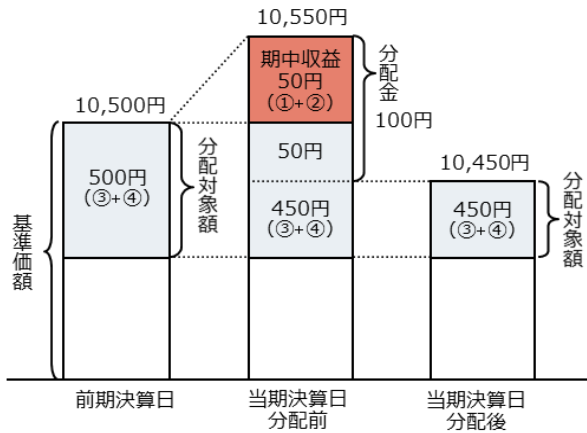 10,550円
期中収益
50円
(①+②)
分配金
100円
10,500円
500円
(③+④)
分配対象額
50円
450円
(③+④)
10,450円
450円
(③+④)
分配対象額
基準価額
前期決算日
当期決算日
分配前
当期決算日
分配後